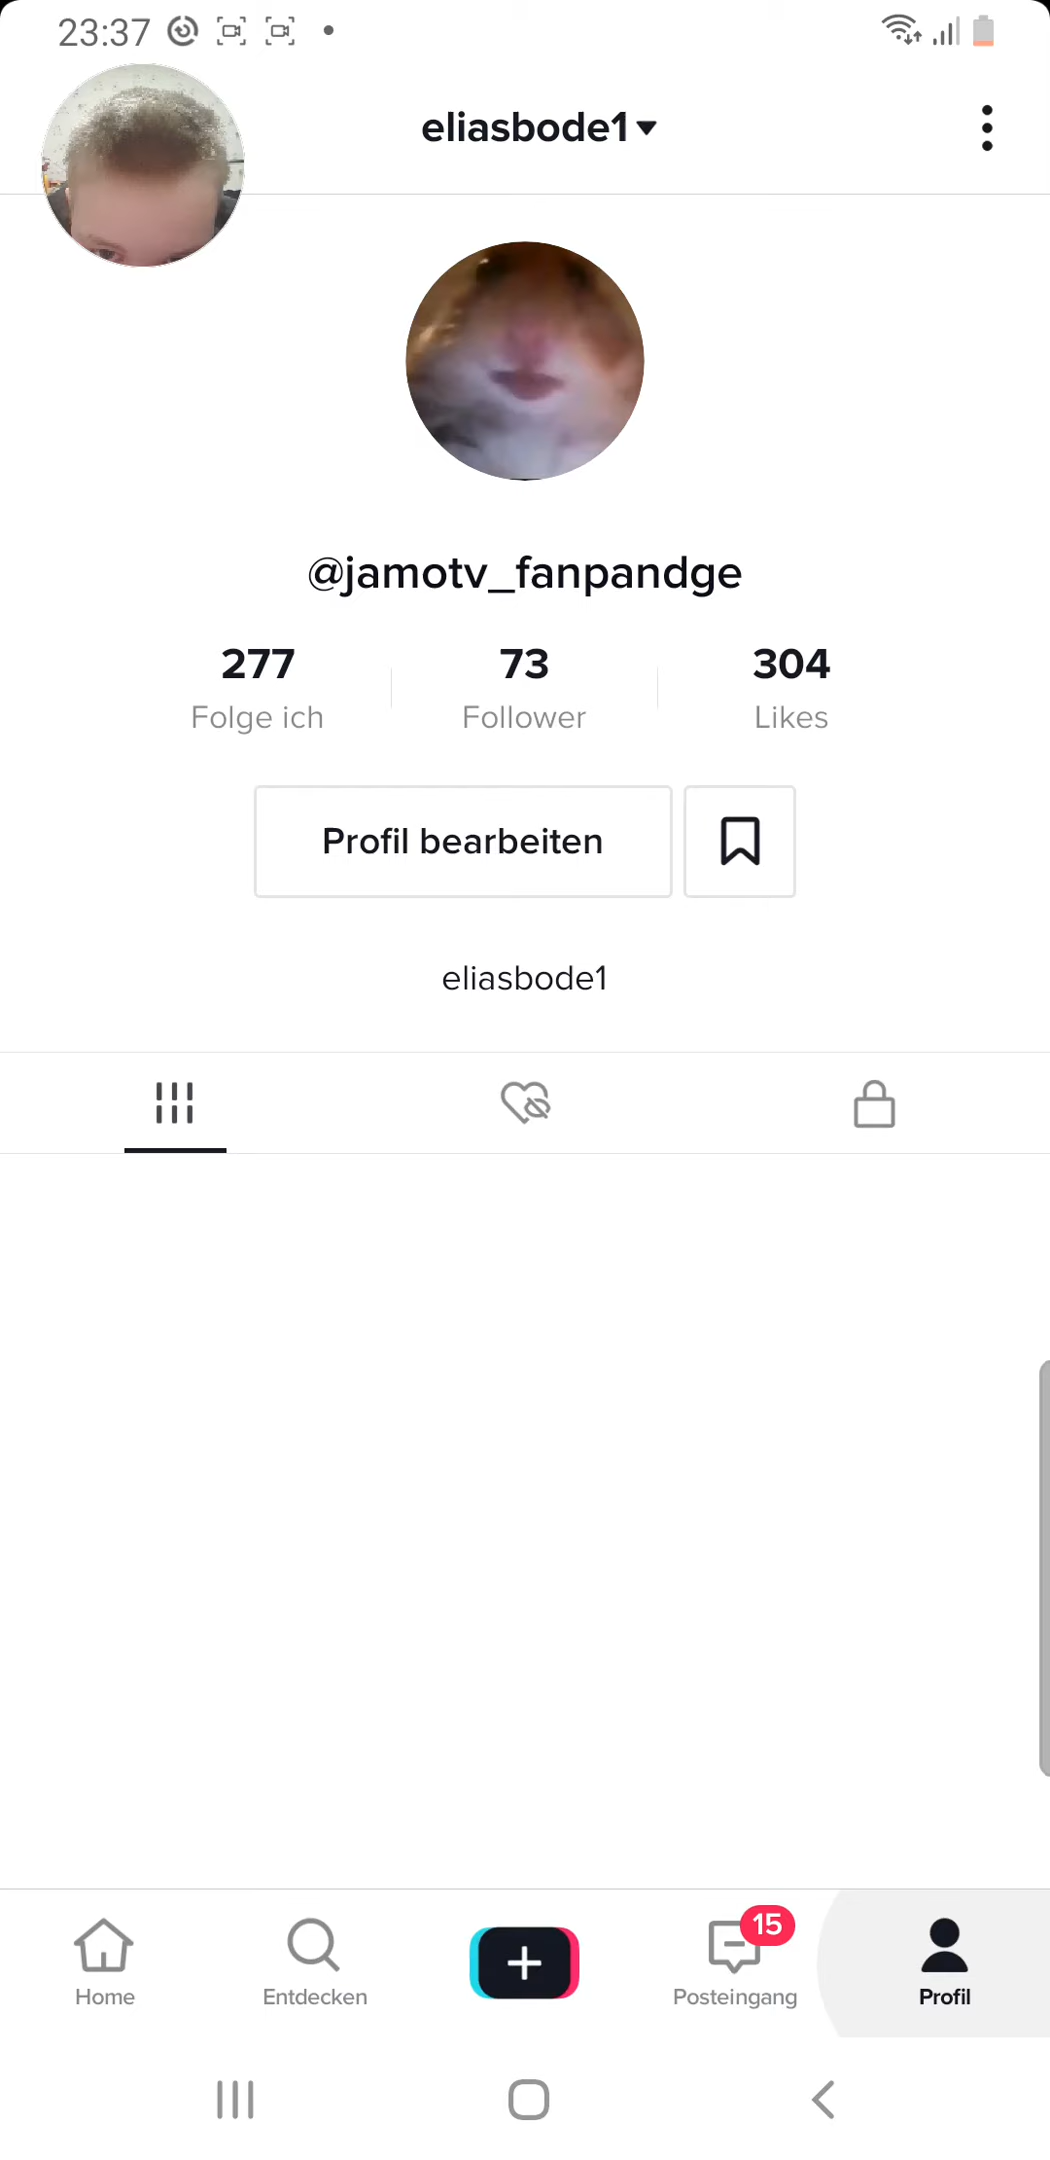 23:37
eliasbode1
@jamotv_fanpandge
277 73 304
Folge ich Follower Likes
Profil bearbeiten
eliasbode1
15
Home Entdecken Posteingang Profil